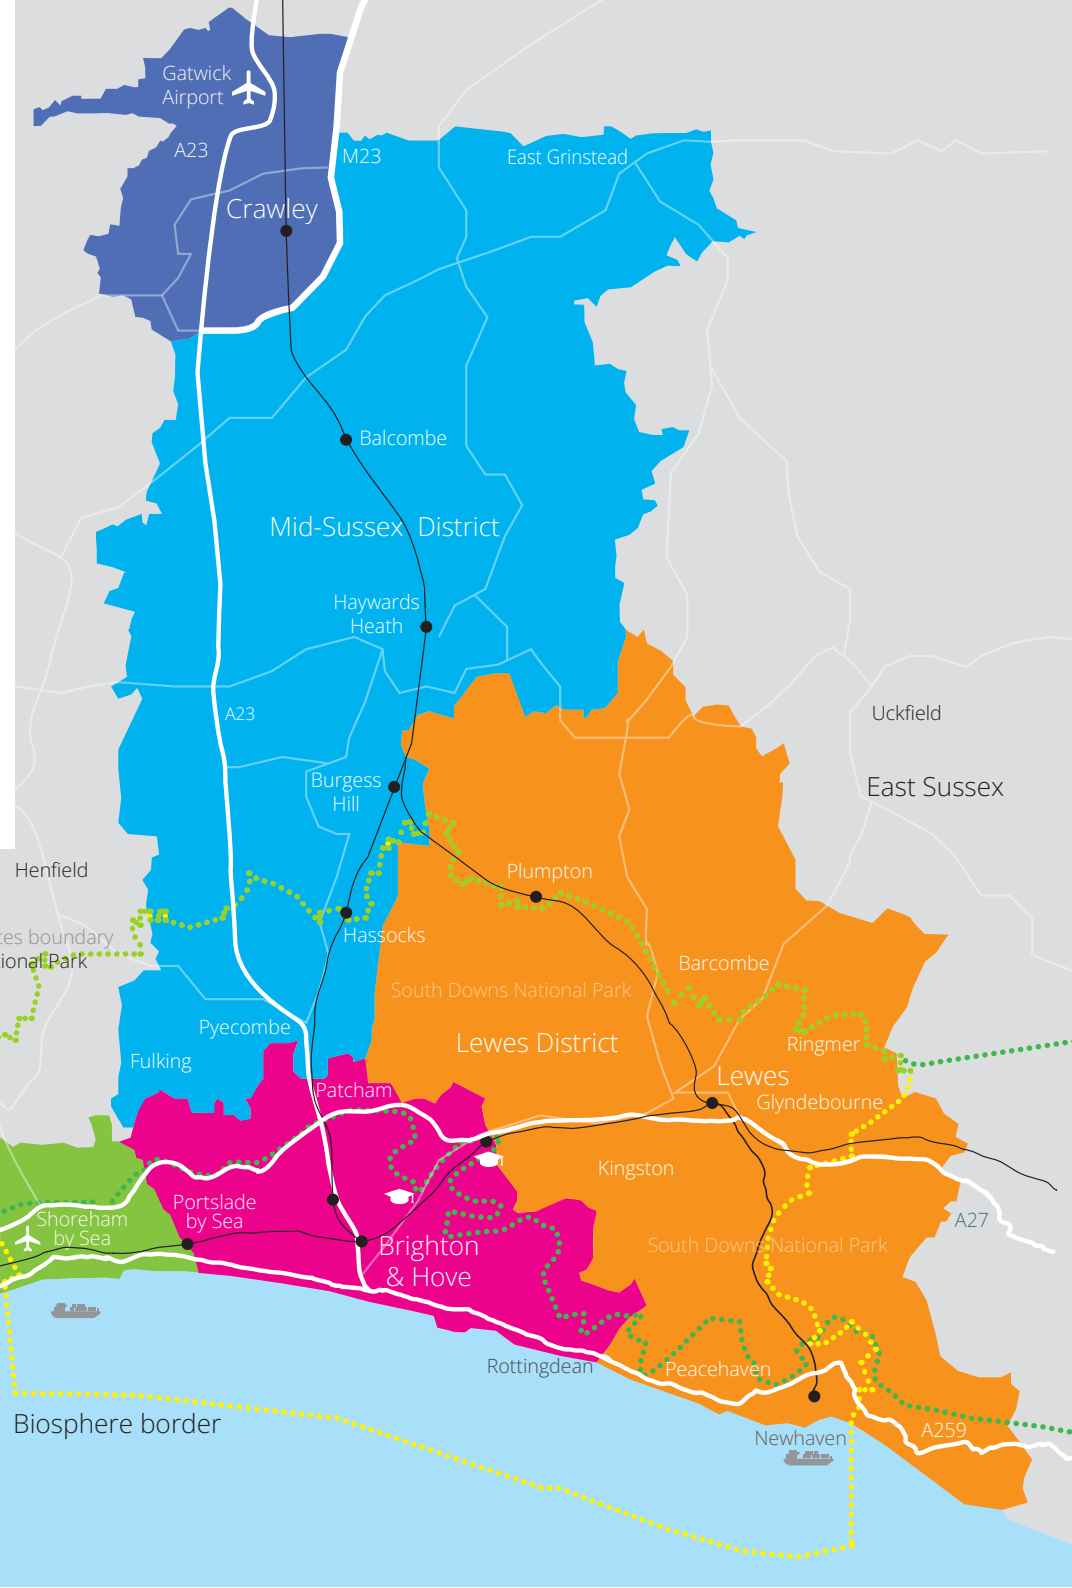 Gatwick
Airport
A23
M23
East Grinstead
Crawley
Balcombe
Mid-Sussex District
Haywards
Heath
A23
Uckfield
Burgess
Hill
East Sussex
Henfield
Plumpton
Hassocks
boundary
Park
Barcombe
South Downs National Park
Pyecombe
Lewes District
Ringmer
Fulking
Lewes
Patcham
Glyndebourne
Kingston
Portslade
by Sea
Shoreham
by Sea
A27
Brighton
& Hove
South Downs National Park
Rottingdean
Peacehaven
Biosphere border
Newhaven
A259